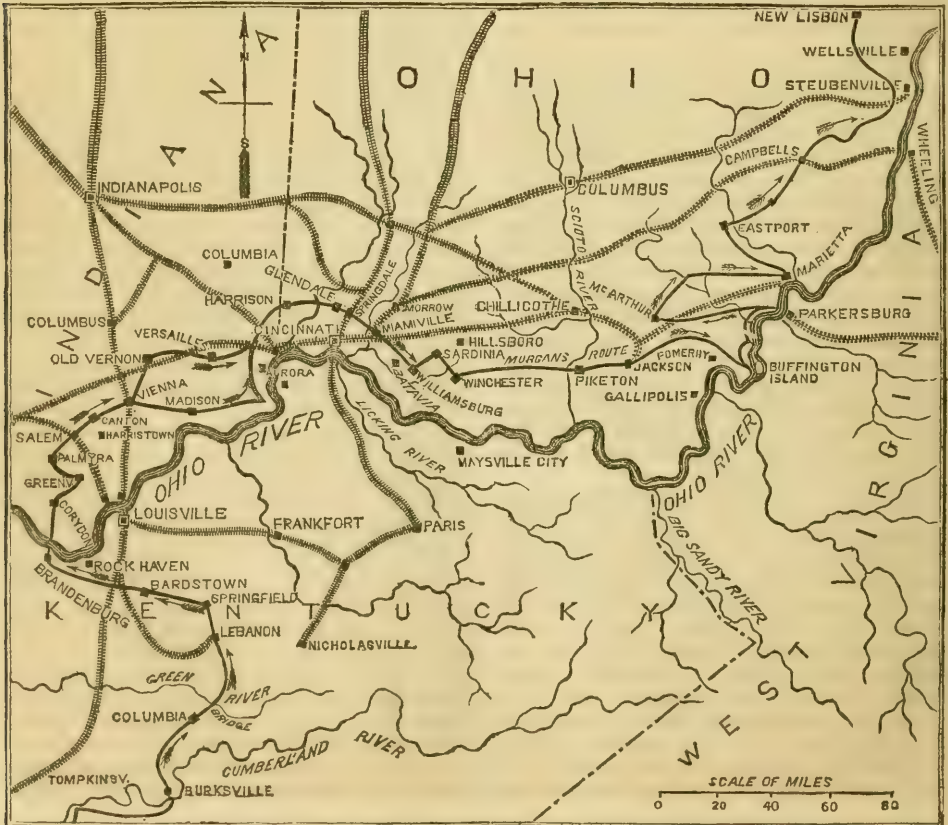 NEW LISBON
WELLSVILLE
STEUBENVILLE
WHEELING
OHIO
INDIANA
N
S
CAMPBELLS
INDIANAPOLIS
COLUMBUS
SCIOTO RIVER
EASTPORT
COLUMBIA
GLENDALE
SPRINGDALE
MARIETTA
HARRISON
MORROW
CHILLICOTHE
MCARTHUR
PARKERSBURG
COLUMBUS
VERSAILLES
CINCINNATI
MIAMIVILLE
HILLSBORO
OLD VERNON
SARDINIA
MORGANS ROUTE
POMEROY
AURORA
BATAVIA
WILLIAMSBURG
WINCHESTER
PIKETON
JACKSON
BUFFINGTON
ISLAND
VIENNA
MADISON
GALLIPOLIS
CANTON
SALEM
HARRISTOWN
LICKING RIVER
PALMYRA
OHIO RIVER
MAYSVILLE CITY
GREENV.
CORYDON
OHIO RIVER
LOUISVILLE
FRANKFORT
PARIS
BIG SANDY RIVER
ROCK HAVEN
BRANDENBURG
BARDSTOWN
SPRINGFIELD
KENTUCKY
WEST VIRGINIA
LEBANON
NICHOLASVILLE
GREEN RIVER
COLUMBIA
BRIDGE
CUMBERLAND RIVER
TOMPKINSV.
BURKSVILLE
SCALE OF MILES
0 20 40 60 80